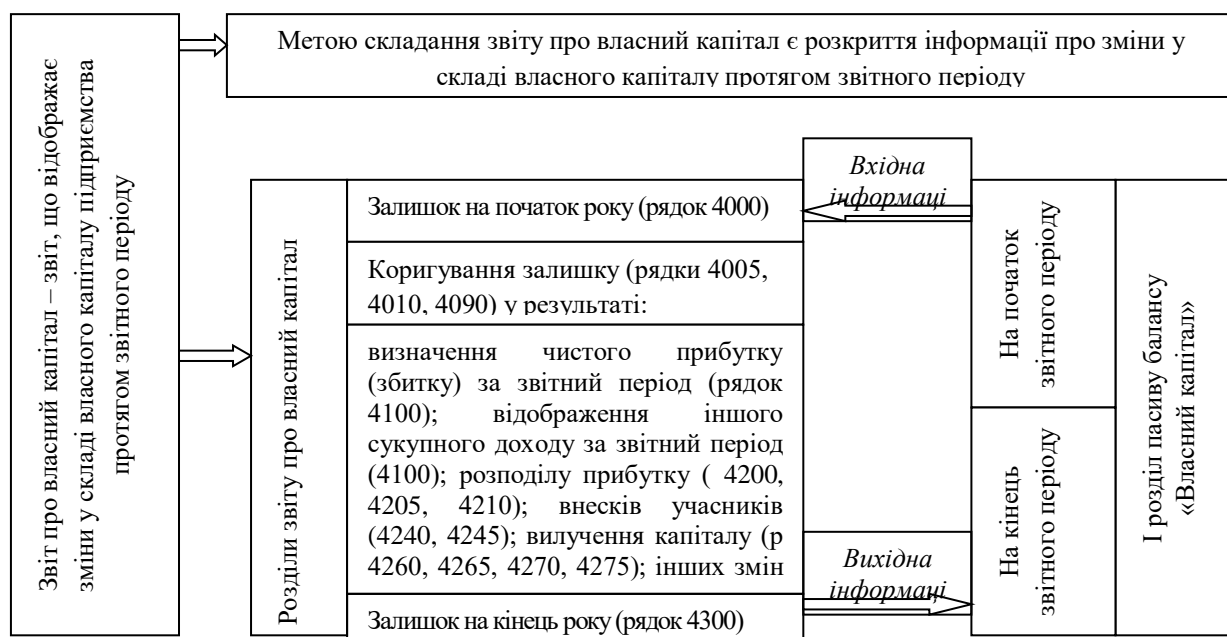 Звіт про власний капітал – звіт, що відображає
зміни у складі власного капіталу підприємства
протягом звітного періоду
Метою складання звіту про власний капітал є розкриття інформації про зміни у
складі власного капіталу протягом звітного періоду
Розділи звіту про власний капітал
Залишок на початок року (рядок 4000)
Коригування залишку (рядки 4005,
4010, 4090) у результаті:
визначення чистого прибутку
(збитку) за звітний період (рядок
4100); відображення іншого
сукупного доходу за звітний період
(4100); розподілу прибутку ( 4200,
4205, 4210); внесків учасників
(4240, 4245); вилучення капіталу (р
4260, 4265, 4270, 4275); інших змін
Залишок на кінець року (рядок 4300)
Вхідна
інформаці
Вихідна
інформаці
На початок
звітного періоду
На кінець
звітного періоду
І розділ пасиву балансу
«Власний капітал»